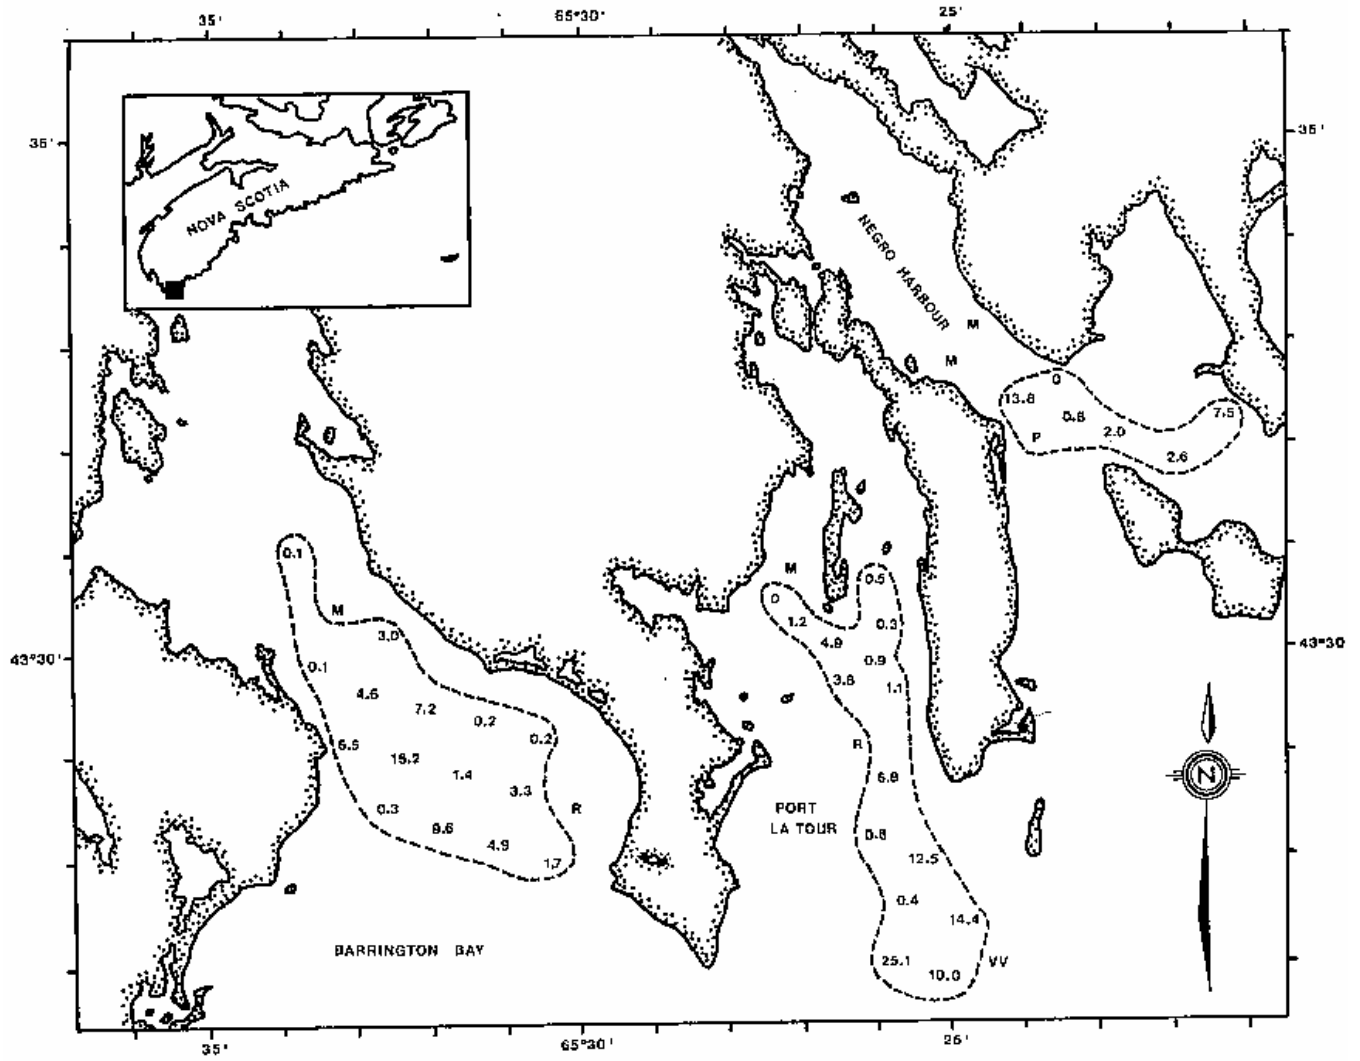 35' 65°30' 25'
35' 35'
NOVA SCOTIA
NEGRO HARBOUR
M
M
0
13.8 0.8 7.5
P 2.0
2.6
0.1 M 0.5
M 0
3.0 1.2 4.9 0.3
43°30' 0.1 0.9 43°30'
4.6 7.2 3.8 1.1
0.2
6.5 0.2 R
15.2 1.4 6.8 N
3.3
0.3 R PORT
9.6 LA TOUR 0.8
4.9 1.7 12.5
0.4
14.4
BARRINGTON BAY 25.1 10.0 VV
35' 65°30' 25'